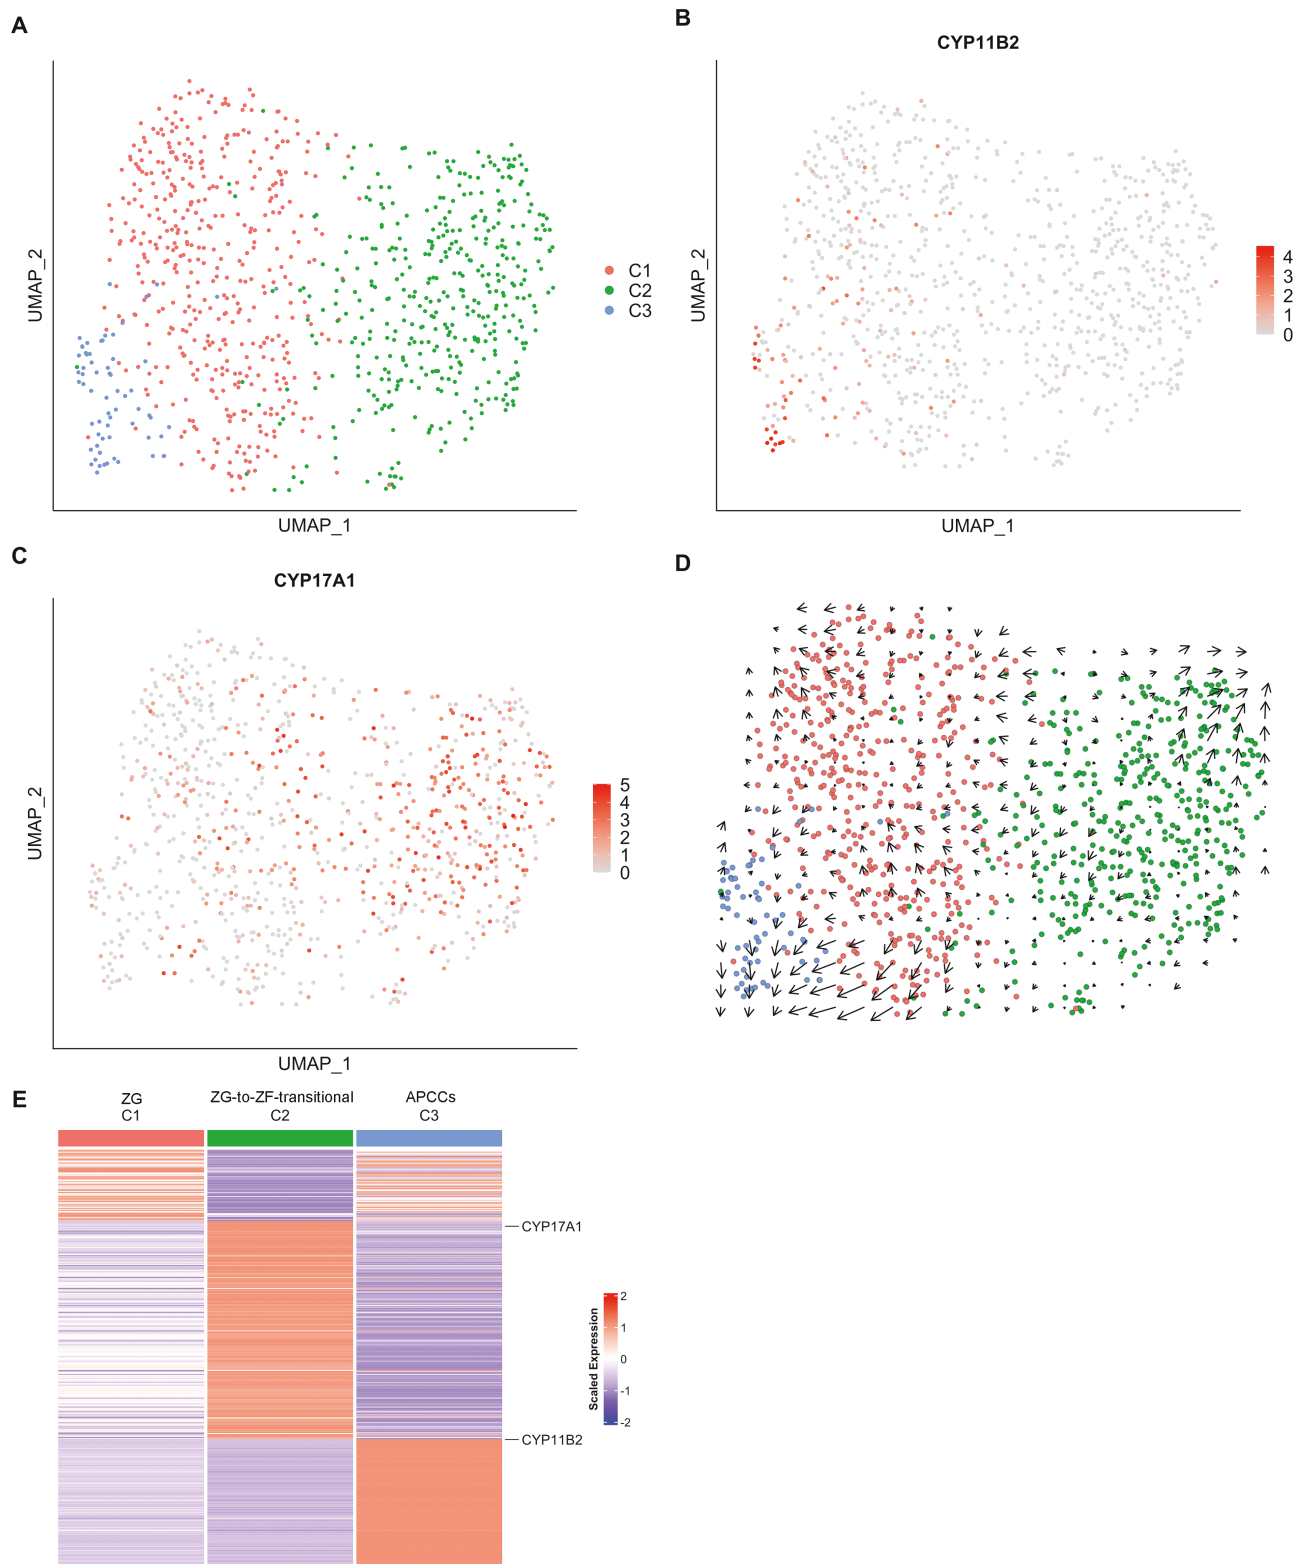 A
UMAP_2
UMAP_1
C1
C2
C3
B
CYP11B2
UMAP_2
UMAP_1
4
3
2
1
0
C
CYP17A1
UMAP_2
UMAP_1
5
4
3
2
1
0
D
E
ZG
C1
ZG-to-ZF-transitional
C2
APCCs
C3
CYP17A1
CYP11B2
Scaled Expression
2
1
0
-1
-2